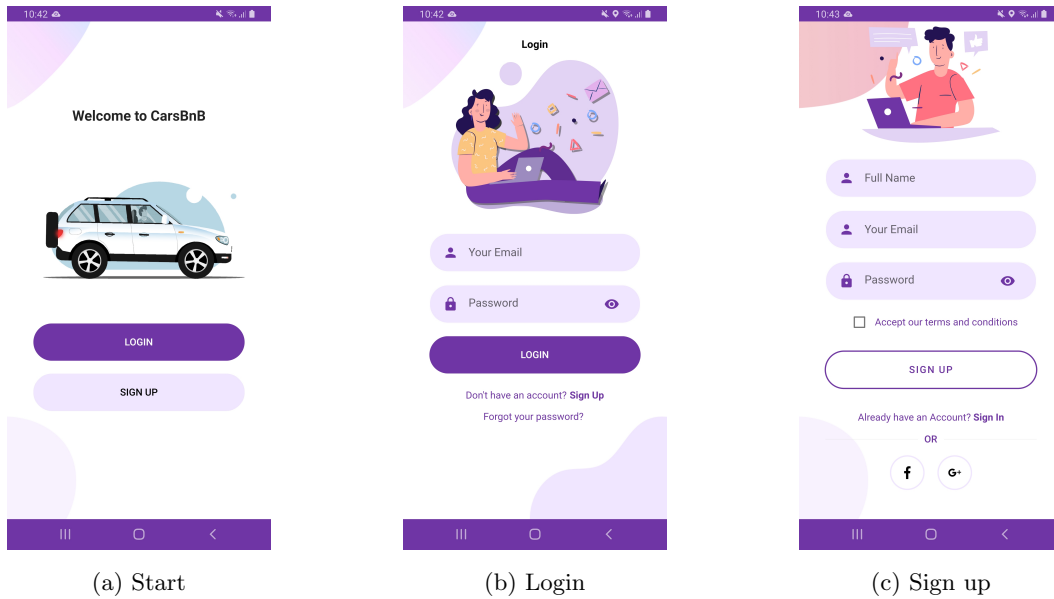 10:42
Welcome to CarsBnB
LOGIN
SIGN UP
(a) Start
10:42
Login
Your Email
Password
LOGIN
Don't have an account? Sign Up
Forgot your password?
(b) Login
10:43
Full Name
Your Email
Password
Accept our terms and conditions
SIGN UP
Already have an Account? Sign In
OR
f
G+
(c) Sign up